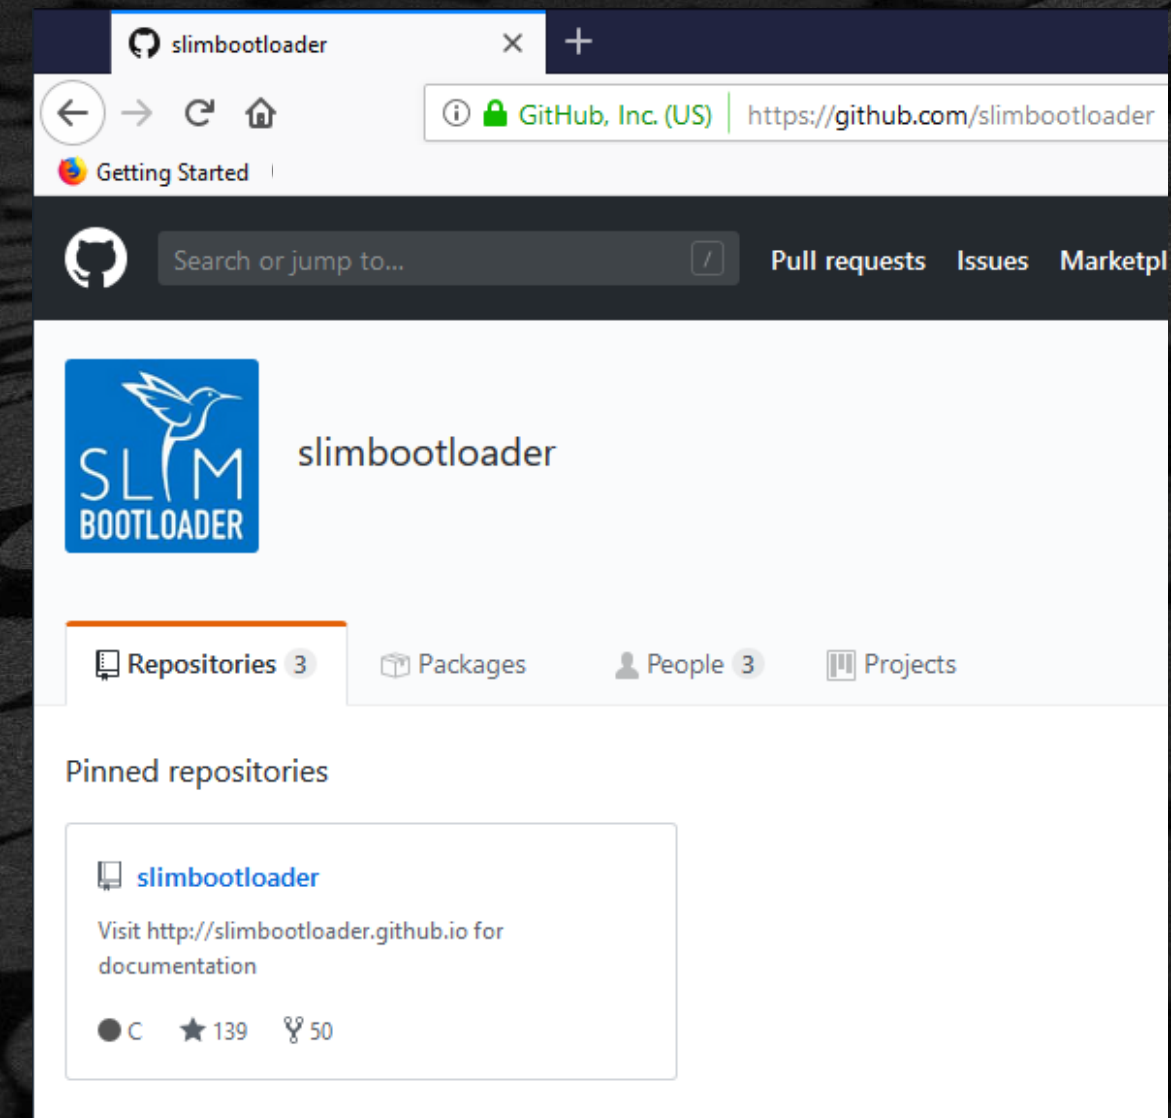 slimbootloader
GitHub, Inc. (US) https://github.com/slimbootloader
Getting Started
Search or jump to... / Pull requests Issues Marketpl
SLIM
BOOTLOADER
slimbootloader
Repositories 3 Packages People 3 Projects
Pinned repositories
slimbootloader
Visit http://slimbootloader.github.io for
documentation
C 139 50